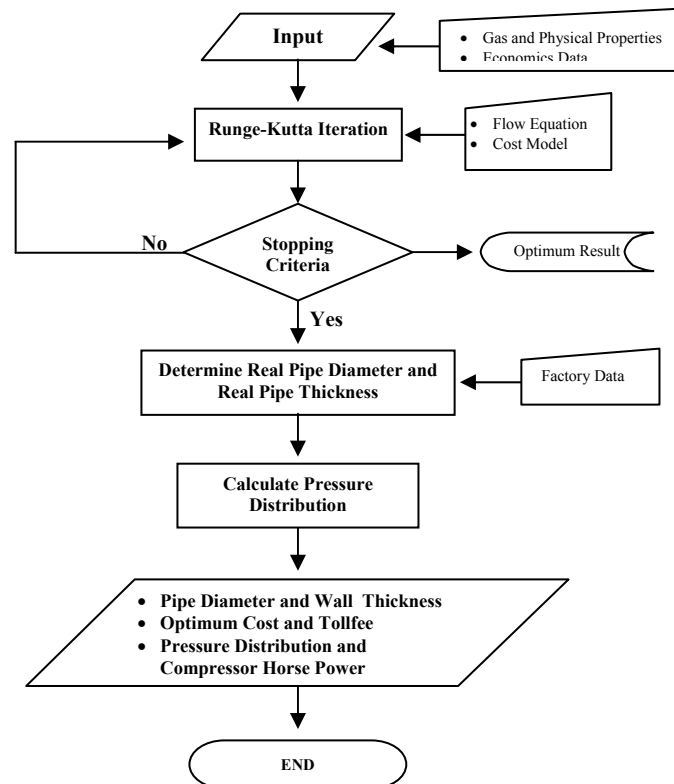 Input
• Gas and Physical Properties
• Economics Data
Runge-Kutta Iteration
• Flow Equation
• Cost Model
No
Stopping
Criteria
Optimum Result
Yes
Determine Real Pipe Diameter and
Real Pipe Thickness
Factory Data
Calculate Pressure
Distribution
• Pipe Diameter and Wall Thickness
• Optimum Cost and Tollfee
• Pressure Distribution and
Compressor Horse Power
END